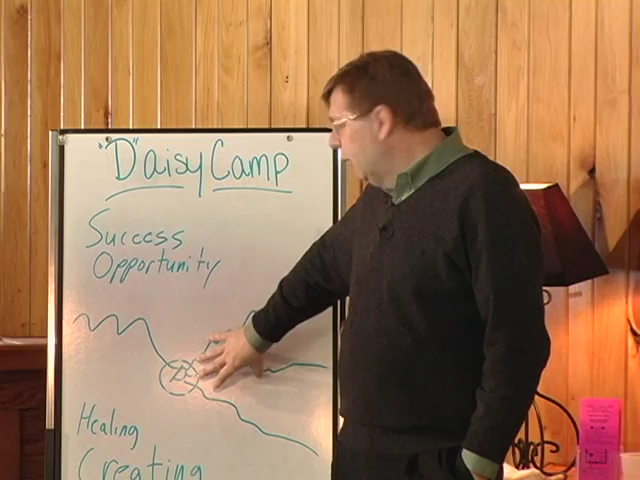 "D"aisy Camp
Success
Opportunity
Healing
Creating